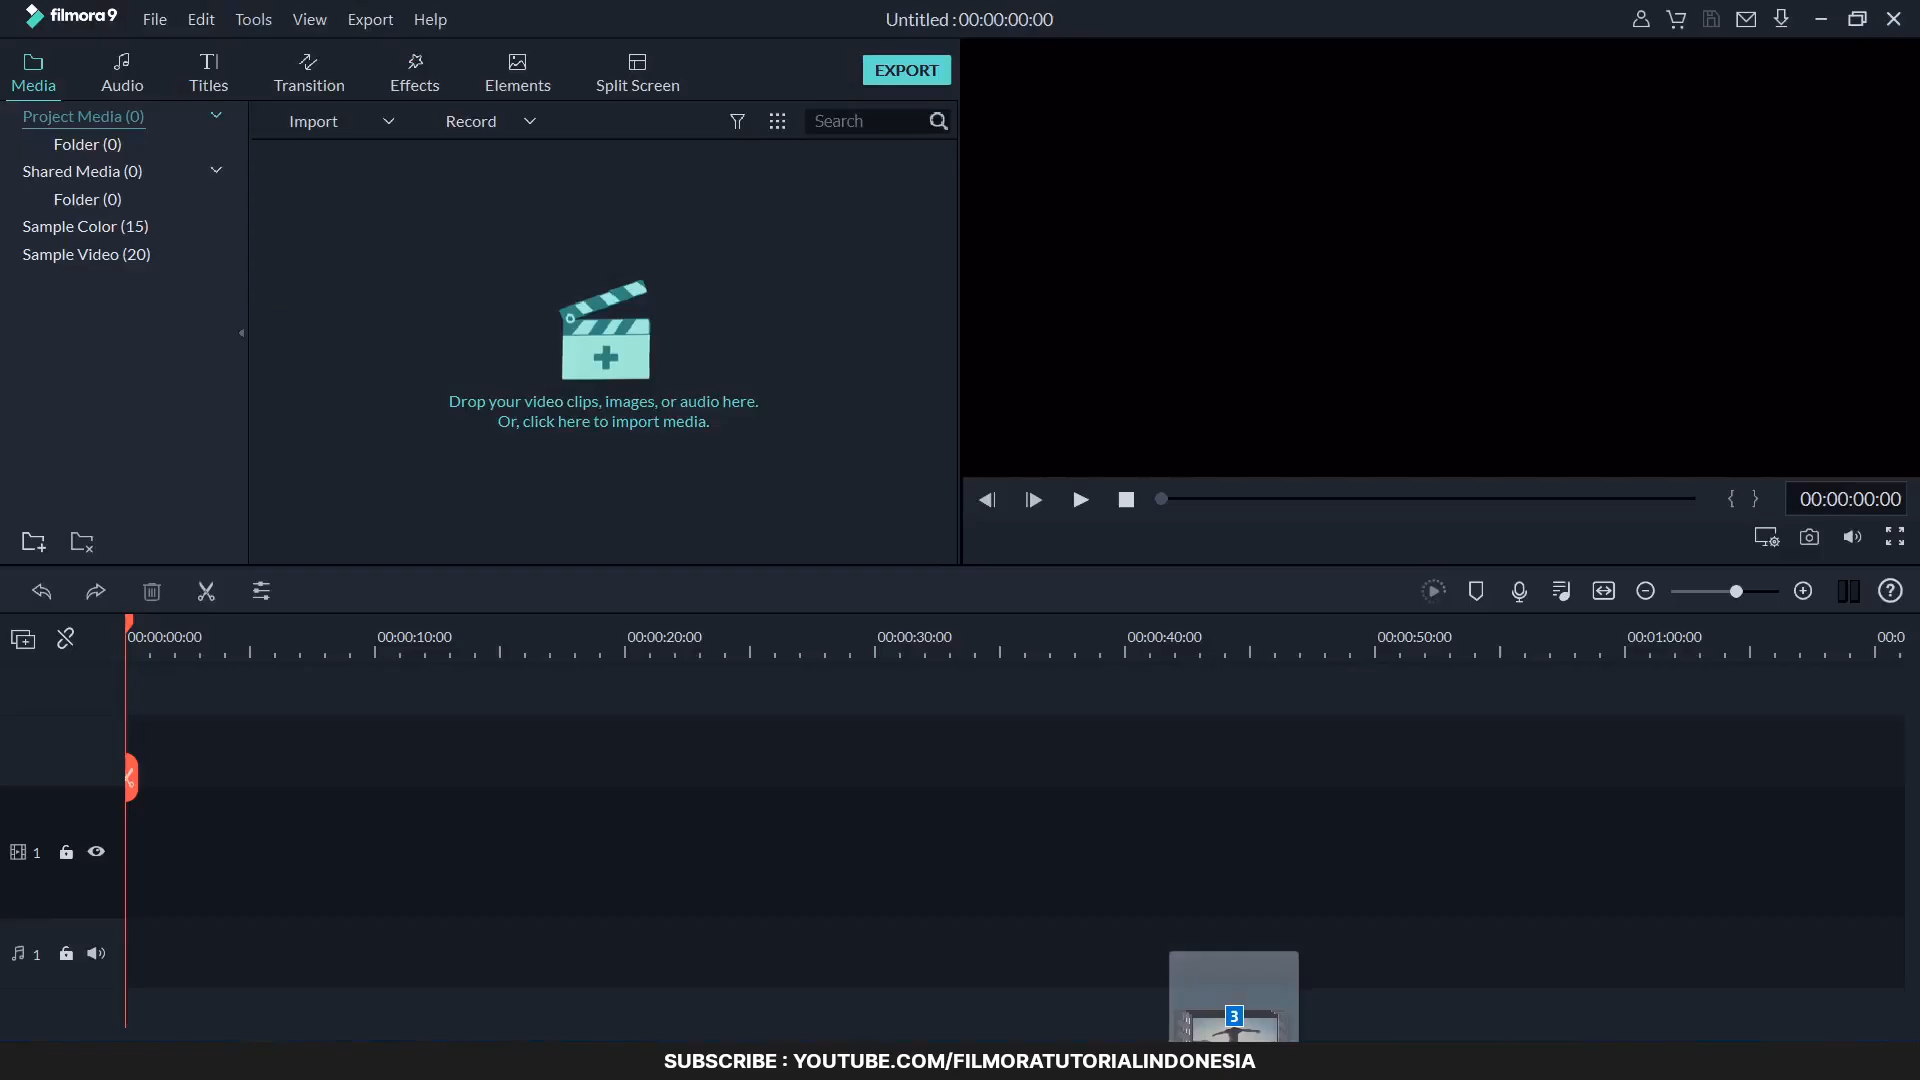 filmora9
File Edit Tools View Export Help
Untitled : 00:00:00:00
Media Audio Titles Transition Effects Elements Split Screen
EXPORT
Project Media (0)
Folder (0)
Shared Media (0)
Folder (0)
Sample Color (15)
Sample Video (20)
Import Record Search
Drop your video clips, images, or audio here.
Or, click here to import media.
{ } 00:00:00:00
00:00:00:00 00:00:10:00 00:00:20:00 00:00:30:00 00:00:40:00 00:00:50:00 00:01:00:00 00:0
1
1
3
SUBSCRIBE : YOUTUBE.COM/FILMORATUTORIALINDONESIA